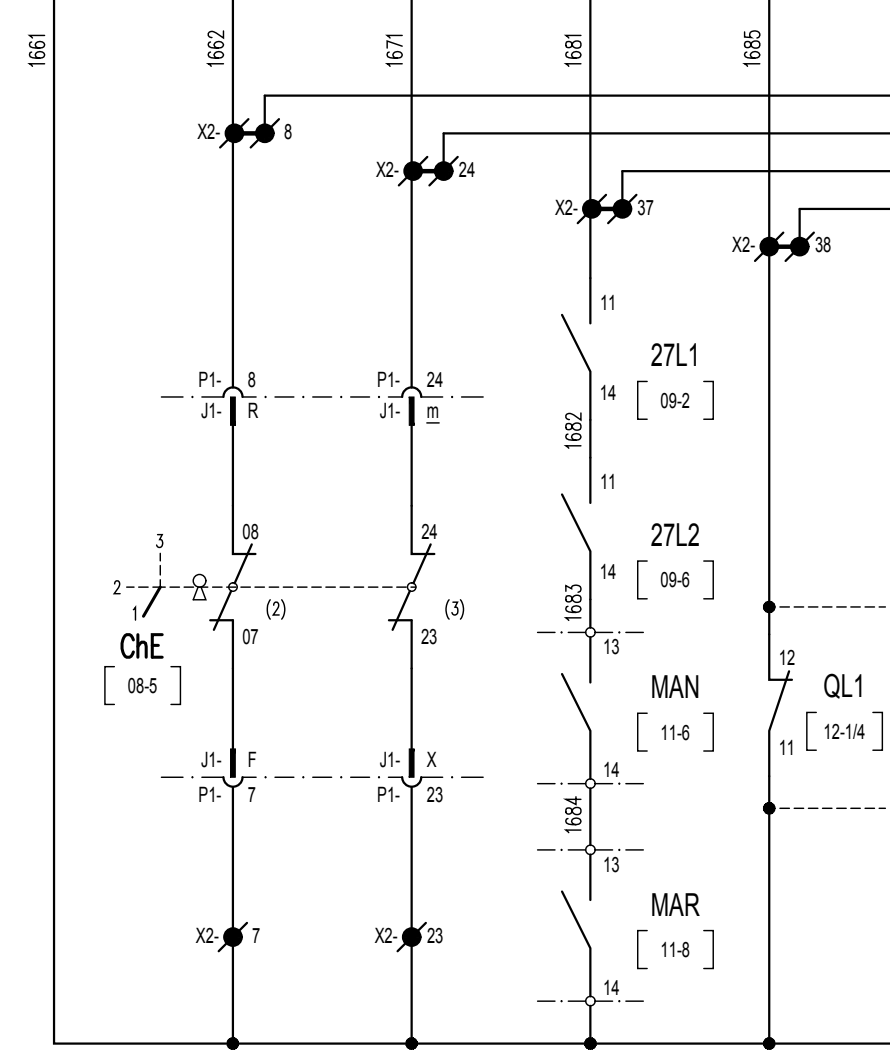 1661
1662
1671
1681
1685
X2- 8
X2- 24
X2- 37
X2- 38
11
27L1
14
09-2
P1- 8
J1- R
P1- 24
J1- m
1682
11
27L2
14
09-6
1683
08
24
3
2
1
(2)
(3)
07
23
ChE
08-5
13
MAN
11-6
14
12
QL1
12-1/4
11
J1- F
P1- 7
J1- X
P1- 23
1684
13
MAR
11-8
14
X2- 7
X2- 23